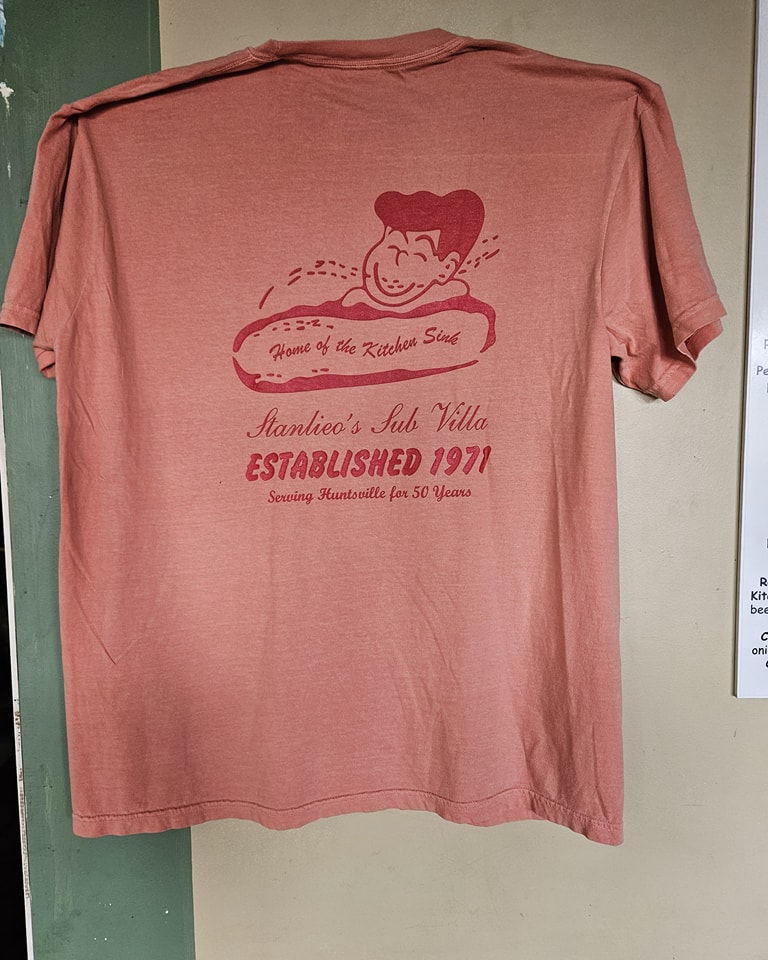 Home of the Kitchen Sink
Stanlieo's Sub Villa
ESTABLISHED 1971
Serving Huntsville for 50 Years